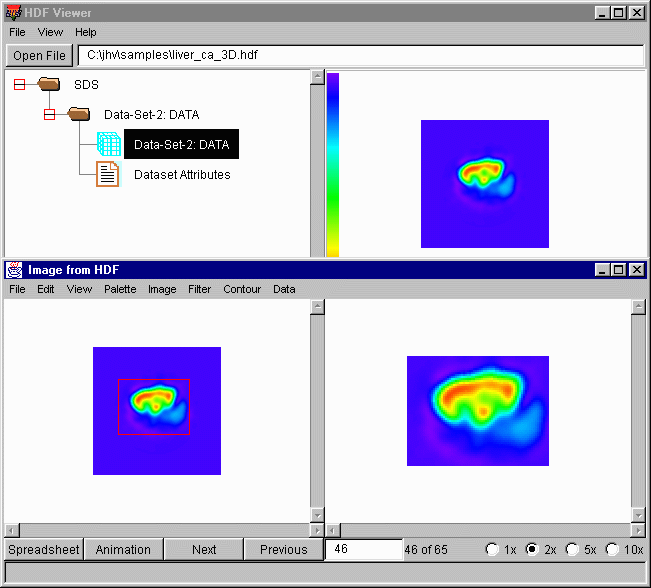 HDF Viewer
File View Help
Open File C:\jhv\samples\liver_ca_3D.hdf
SDS
Data-Set-2: DATA
Data-Set-2: DATA
Dataset Attributes
Image from HDF
File Edit View Palette Image Filter Contour Data
Spreadsheet Animation Next Previous 46 46 of 65 1x 2x 5x 10x